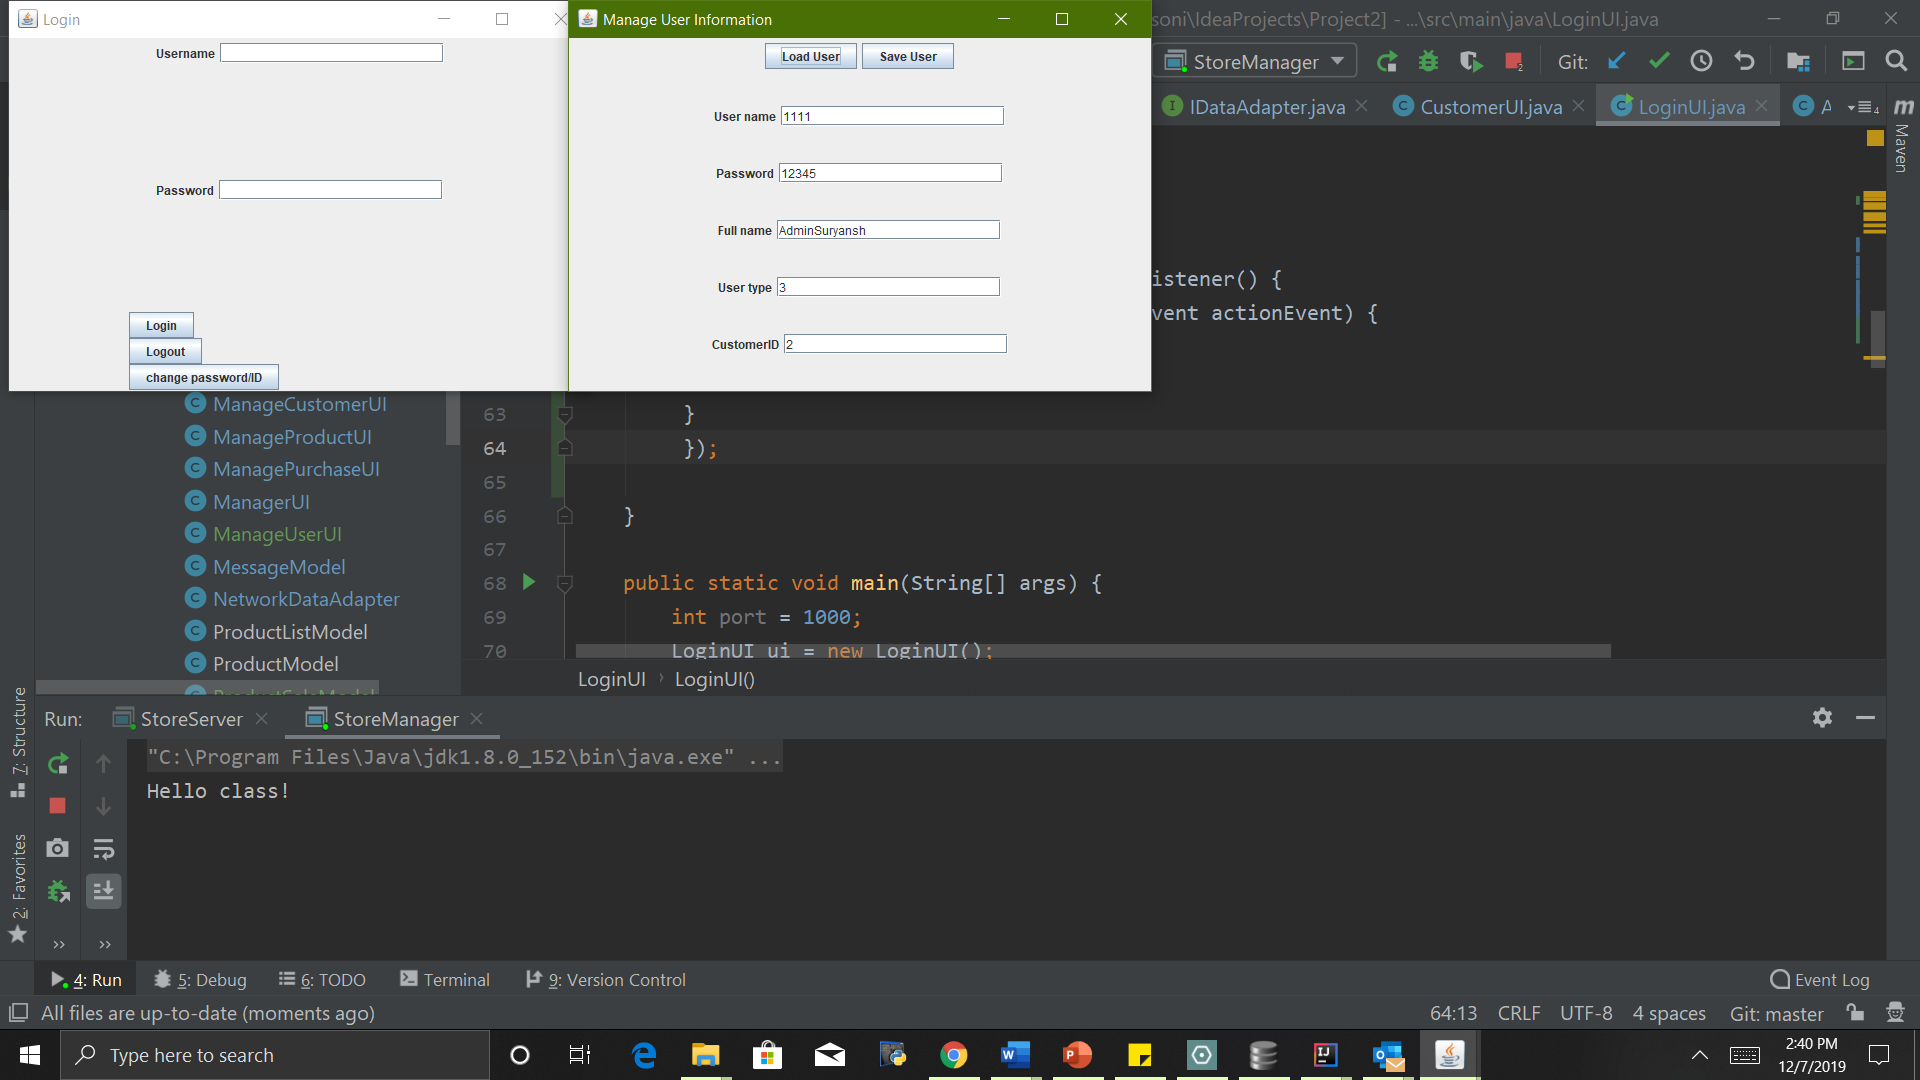 Login
Username
Password
Login
Logout
change password/ID
Manage User Information
Load User
Save User
User name 1111
Password 12345
Full name AdminSuryansh
User type 3
CustomerID 2
soni\IdeaProjects\Project2] - ...\src\main\java\LoginUI.java
StoreManager
2
Git:
IDataAdapter.java
CustomerUI.java
LoginUI.java
A
4
Maven
istener() {
vent actionEvent) {
ManageCustomerUI
ManageProductUI
ManagePurchaseUI
ManagerUI
ManageUserUI
MessageModel
NetworkDataAdapter
ProductListModel
ProductModel
63 }
64 });
65
66 }
67
68 public static void main(String[] args) {
69 int port = 1000;
70 LoginUI ui = new LoginUI();
LoginUI › LoginUI()
7: Structure
2: Favorites
Run:
StoreServer
StoreManager
"C:\Program Files\Java\jdk1.8.0_152\bin\java.exe" ...
Hello class!
4: Run
5: Debug
6: TODO
Terminal
9: Version Control
Event Log
All files are up-to-date (moments ago)
64:13 CRLF UTF-8 4 spaces Git: master
Type here to search
2:40 PM
12/7/2019